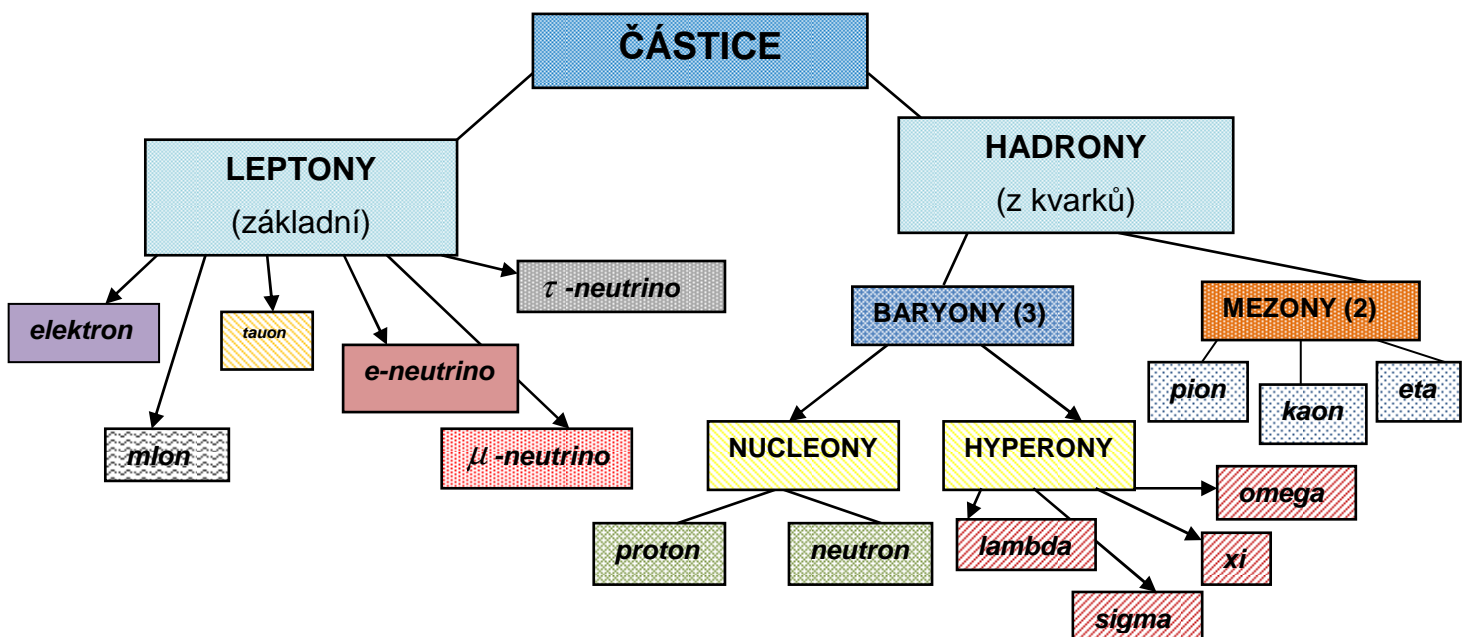 ČÁSTICE
LEPTONY
(základní)
HADRONY
(z kvarků)
τ -neutrino
elektron
tauon
e-neutrino
mlon
μ -neutrino
BARYONY (3)
MEZONY (2)
pion
kaon
eta
NUCLEONY
HYPERONY
proton
neutron
lambda
sigma
xi
omega